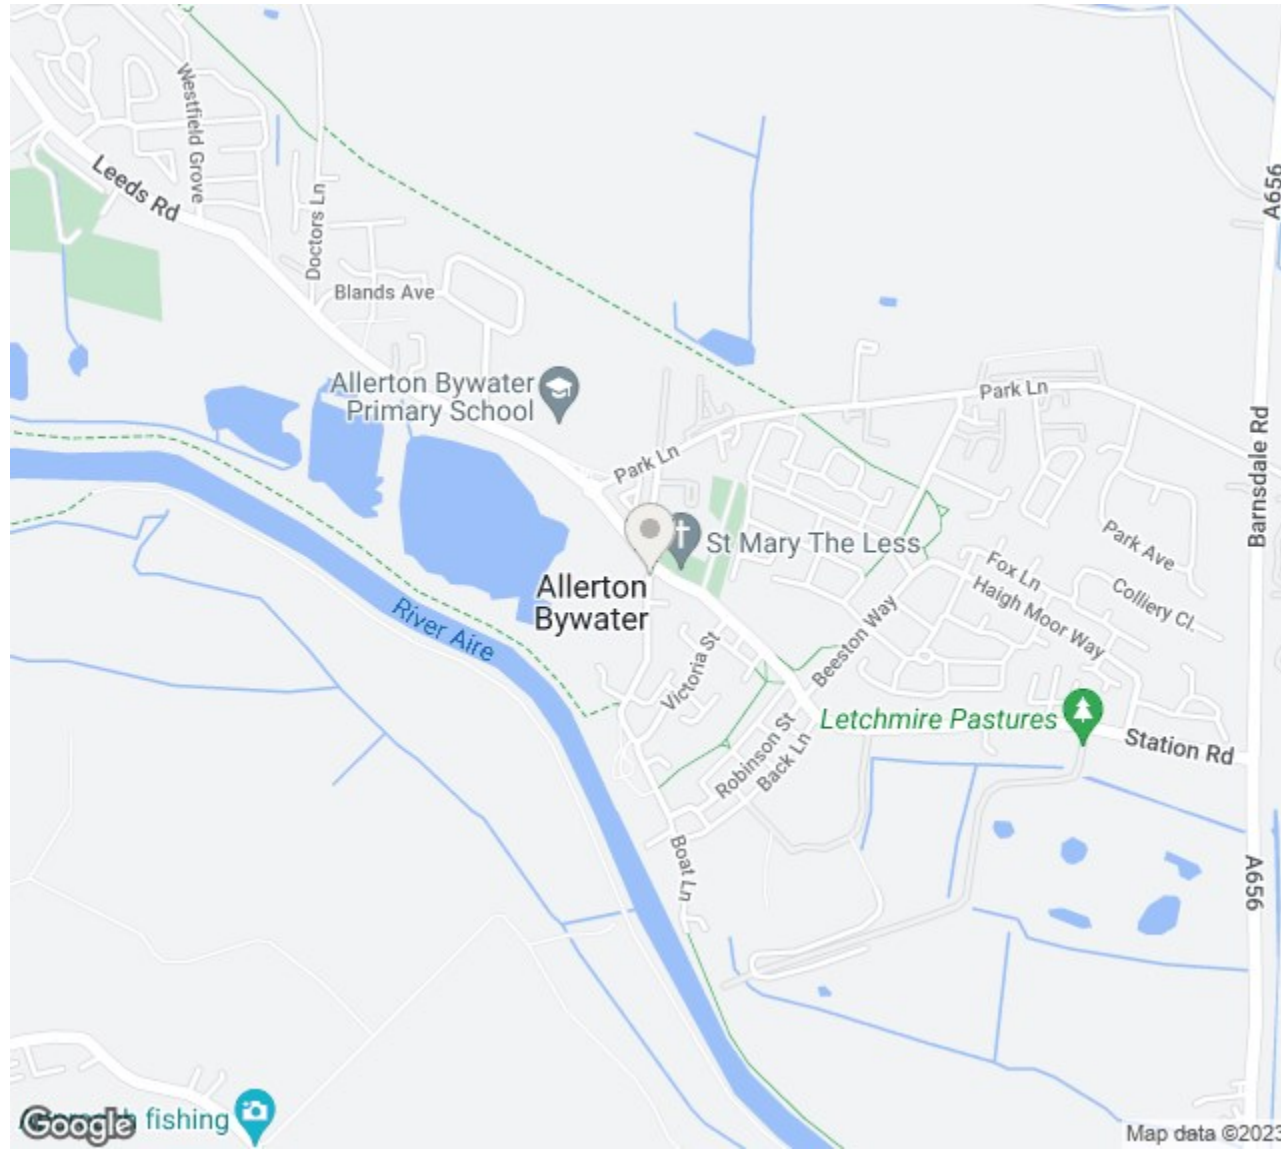 Westfield Grove
A656
Leeds Rd
Doctors Ln
Blands Ave
Allerton Bywater
Primary School
Park Ln
Park Ln
Barnsdale Rd
St Mary The Less
Park Ave
Fox Ln
Colliery Cl.
Haigh Moor Way
Allerton
Bywater
River Aire
Beeston Way
Victoria St
Letchmire Pastures
Station Rd
Robinson St
Back Ln
Boat Ln
A656
fishing
Google
Map data ©2023